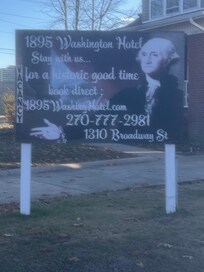 1895 Washington Hotel
Stay with us...
for a historic good time
book direct;
1895WashingHotel.com
270-777-2981
1310 Broadway St